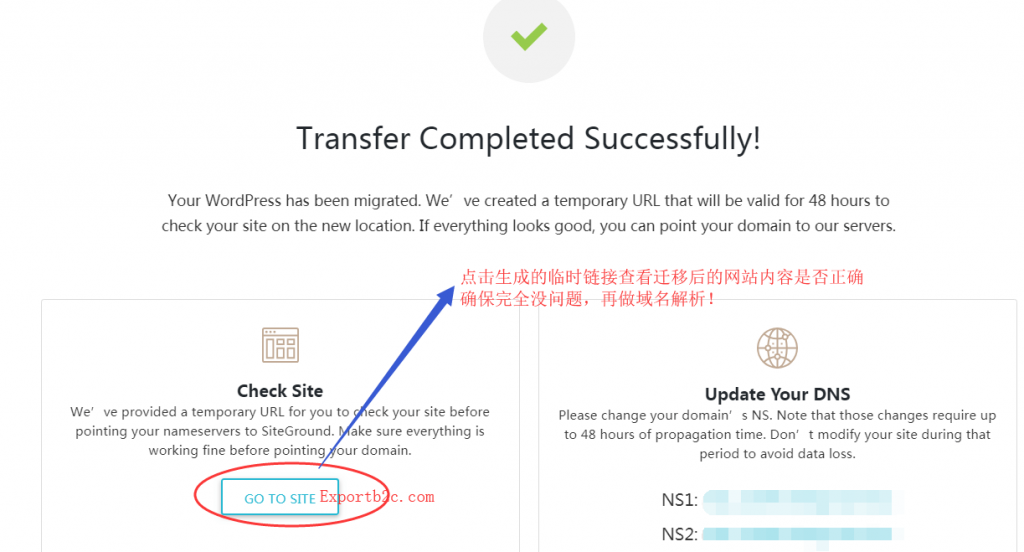 Transfer Completed Successfully!
Your WordPress has been migrated. We've created a temporary URL that will be valid for 48 hours to
check your site on the new location. If everything looks good, you can point your domain to our servers.
点击生成的临时链接查看迁移后的网站内容是否正确
确保完全没问题，再做域名解析！
Check Site
We've provided a temporary URL for you to check your site before
pointing your nameservers to SiteGround. Make sure everything is
working fine before pointing your domain.
GO TO SITE
Exportb2c.com
Update Your DNS
Please change your domain's NS. Note that those changes require up
to 48 hours of propagation time. Don't modify your site during that
period to avoid data loss.
NS1:
NS2: